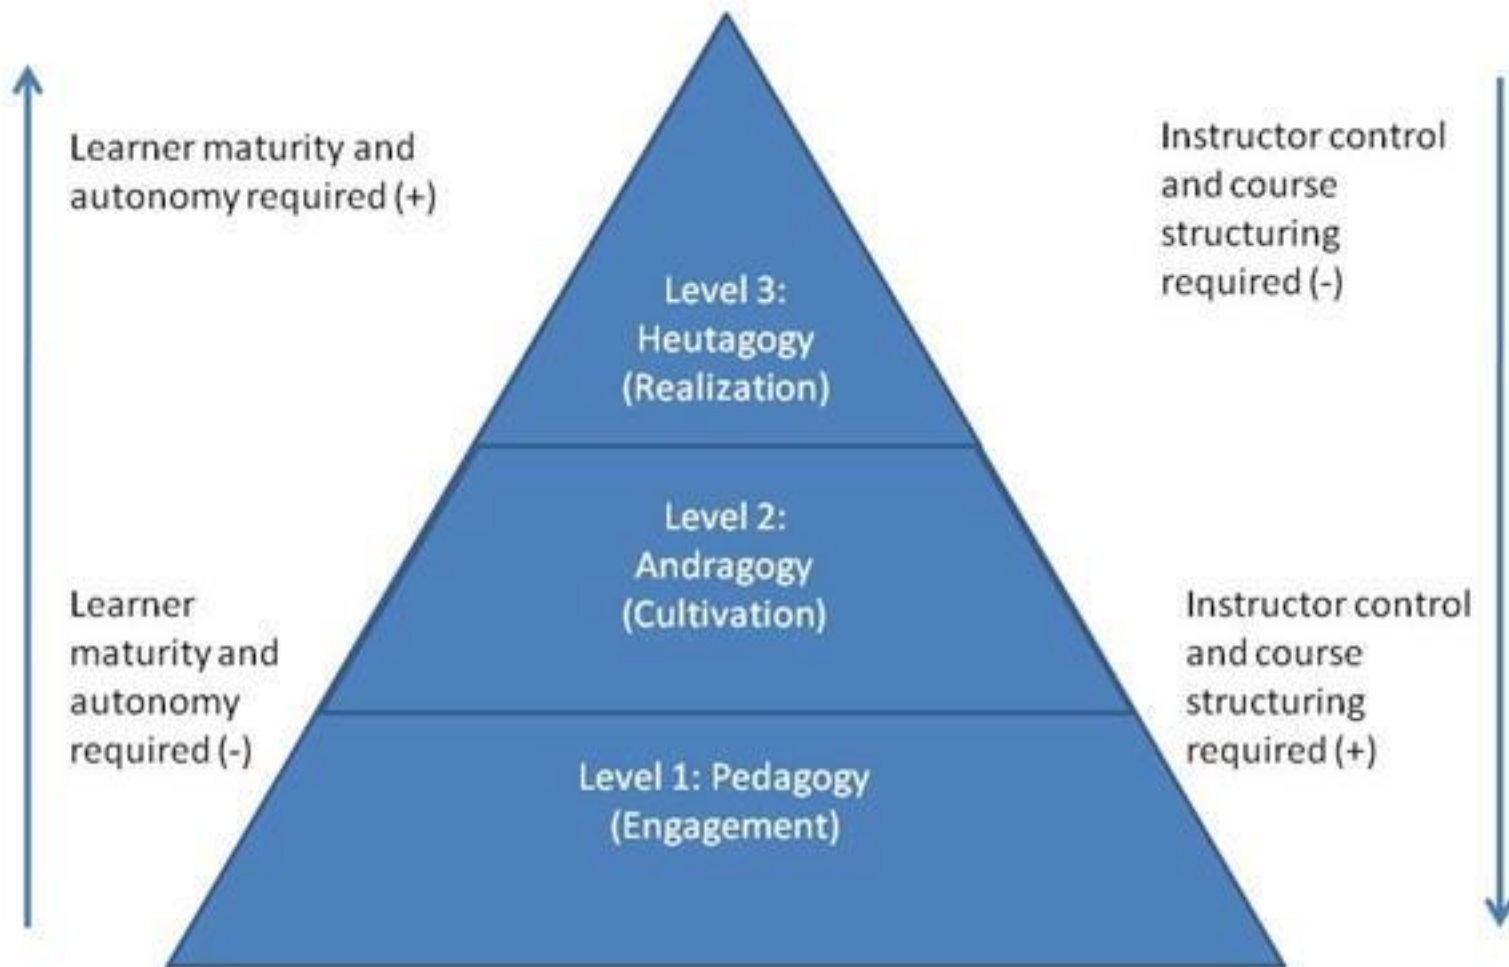 Learner maturity and
autonomy required (+)
Instructor control
and course
structuring
required (-)
Level 3:
Heutagogy
(Realization)
Level 2:
Andragogy
(Cultivation)
Learner
maturity and
autonomy
required (-)
Instructor control
and course
structuring
required (+)
Level 1: Pedagogy
(Engagement)